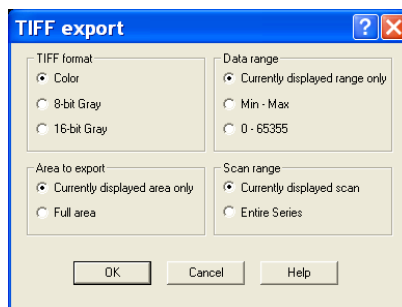 TIFF export
TIFF format
Color
8-bit Gray
16-bit Gray
Data range
Currently displayed range only
Min - Max
0 - 65355
Area to export
Currently displayed area only
Full area
Scan range
Currently displayed scan
Entire Series
OK
Cancel
Help